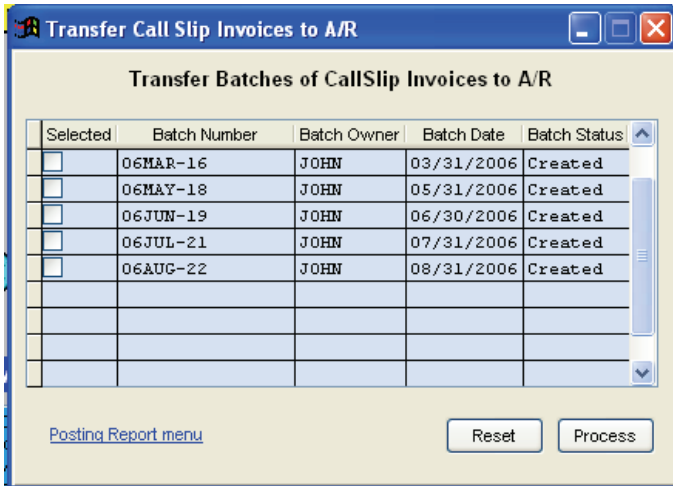 Transfer Call Slip Invoices to A/R
Transfer Batches of CallSlip Invoices to A/R
Selected Batch Number Batch Owner Batch Date Batch Status
06MAR-16 JOHN 03/31/2006 Created
06MAY-18 JOHN 05/31/2006 Created
06JUN-19 JOHN 06/30/2006 Created
06JUL-21 JOHN 07/31/2006 Created
06AUG-22 JOHN 08/31/2006 Created
Posting Report menu Reset Process